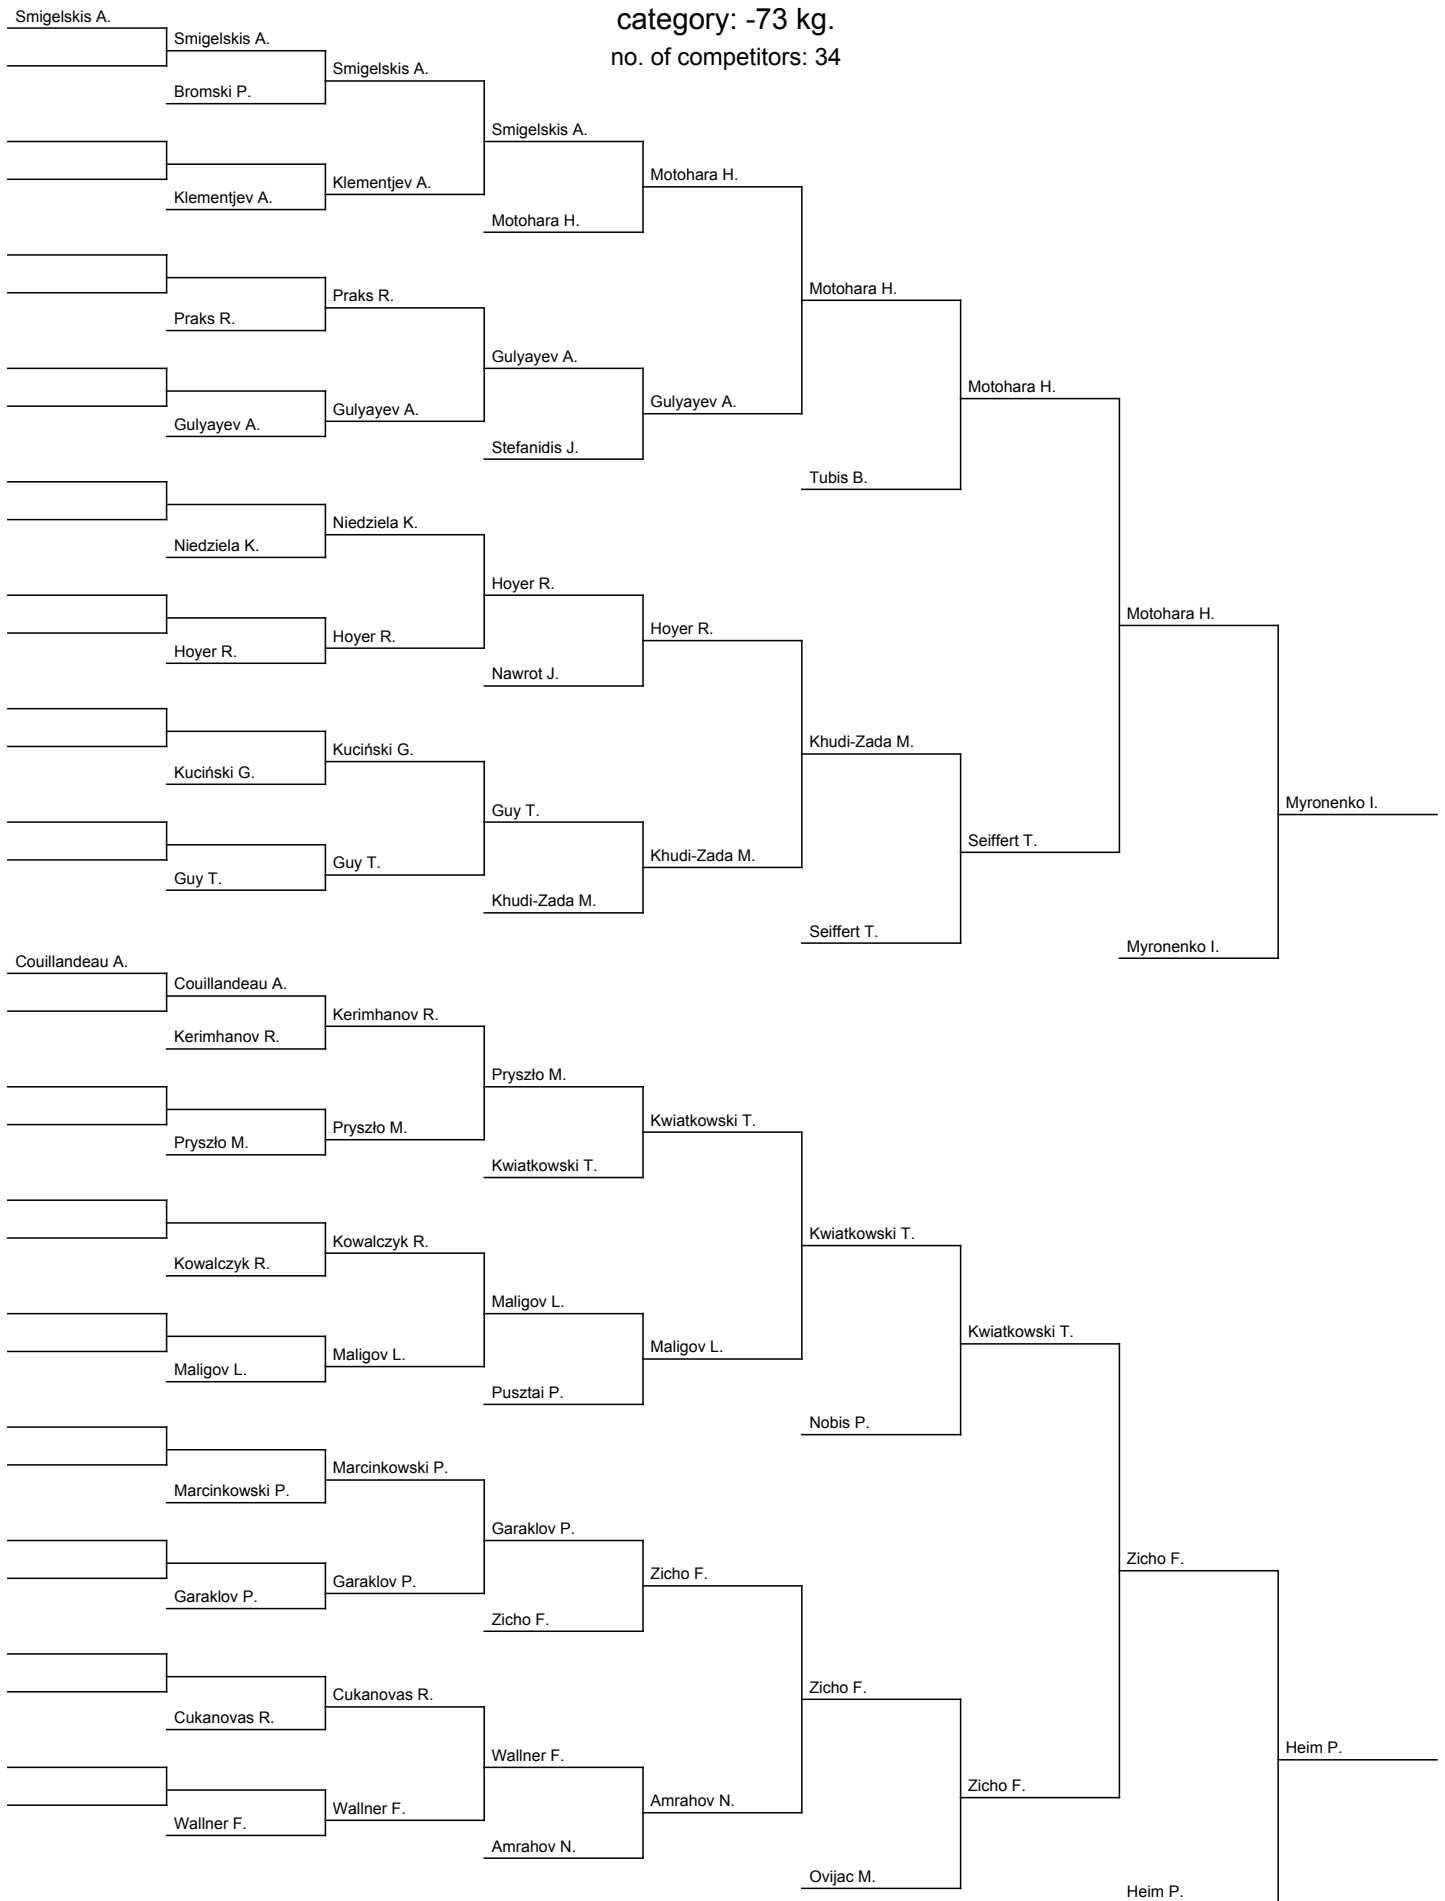 category: -73 kg.
no. of competitors: 34
Smigelskis A.
Smigelskis A.
Smigelskis A.
Bromski P.
Smigelskis A.
Motohara H.
Klementjev A.
Klementjev A.
Motohara H.
Motohara H.
Praks R.
Praks R.
Gulyayev A.
Motohara H.
Gulyayev A.
Gulyayev A.
Gulyayev A.
Stefanidis J.
Tubis B.
Niedziela K.
Niedziela K.
Hoyer R.
Motohara H.
Hoyer R.
Hoyer R.
Hoyer R.
Nawrot J.
Khudi-Zada M.
Kuciński G.
Kuciński G.
Myronenko I.
Guy T.
Seiffert T.
Khudi-Zada M.
Guy T.
Guy T.
Khudi-Zada M.
Seiffert T.
Myronenko I.
Couillandeau A.
Couillandeau A.
Kerimhanov R.
Kerimhanov R.
Pryszło M.
Kwiatkowski T.
Pryszło M.
Pryszło M.
Kwiatkowski T.
Kwiatkowski T.
Kowalczyk R.
Kowalczyk R.
Maligov L.
Kwiatkowski T.
Maligov L.
Maligov L.
Maligov L.
Pusztai P.
Nobis P.
Marcinkowski P.
Marcinkowski P.
Garaklov P.
Zicho F.
Zicho F.
Garaklov P.
Garaklov P.
Zicho F.
Zicho F.
Cukanovas R.
Cukanovas R.
Heim P.
Wallner F.
Zicho F.
Amrahov N.
Wallner F.
Wallner F.
Amrahov N.
Ovijac M.
Heim P.